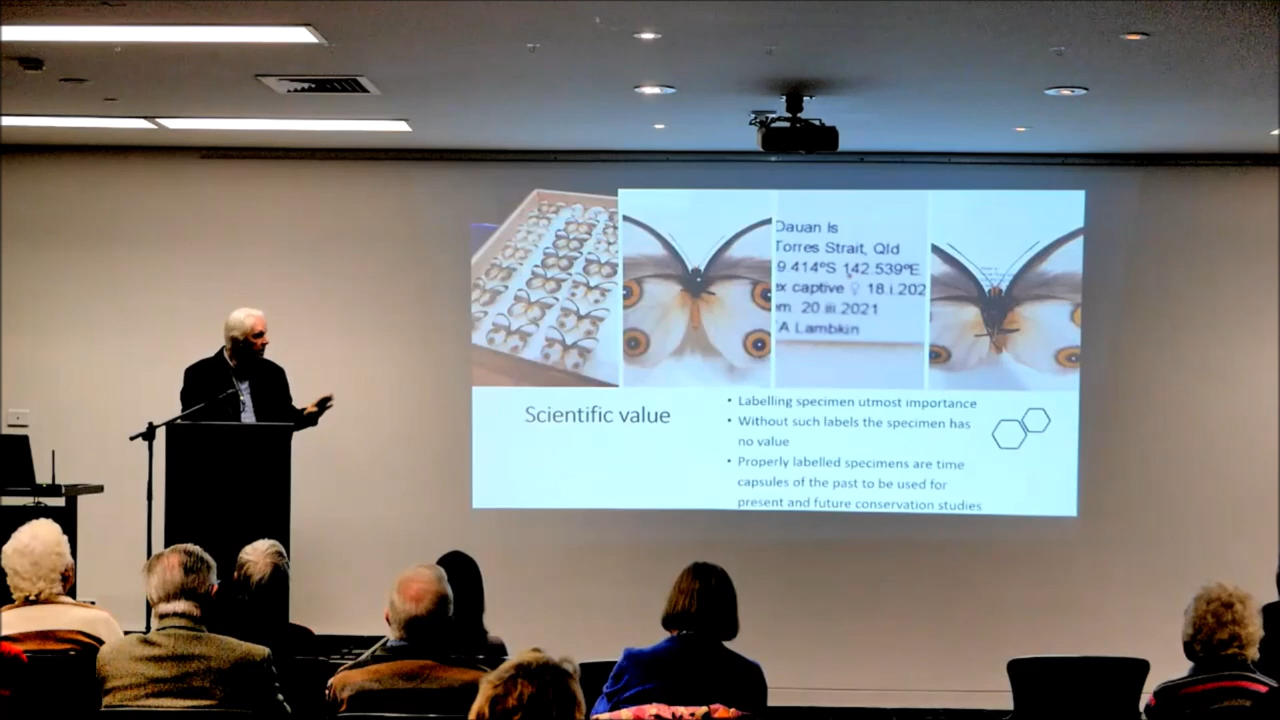 Dauan Is
Torres Strait, Qld
9.414ºS 142.539ºE
ex captive ♀ 18.i.202
em. 20.iii.2021
A Lambkin
Scientific value
• Labelling specimen utmost importance
• Without such labels the specimen has
no value
• Properly labelled specimens are time
capsules of the past to be used for
present and future conservation studies